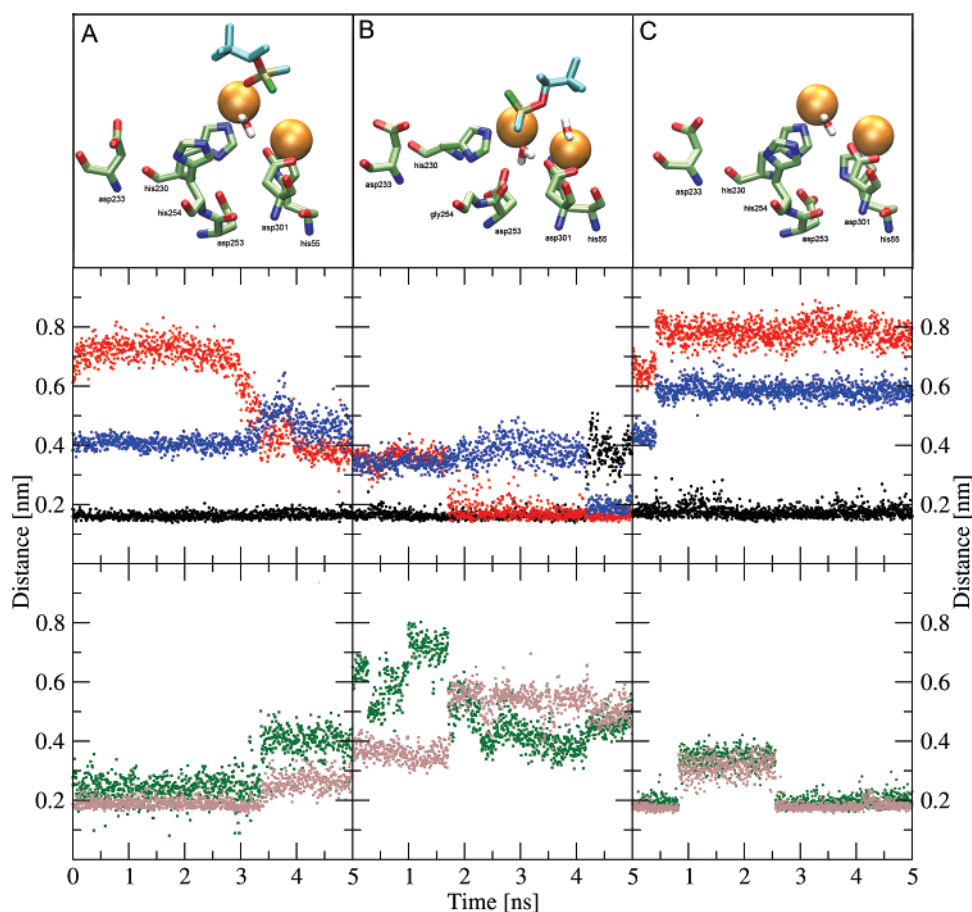 A B C
asp233 his230 his254 asp253 asp301 his55
asp233 his230 gly254 asp253 asp301 his55
asp233 his230 his254 asp253 asp301 his55
0.8 0.8
0.6 0.6
0.4 0.4
0.2 0.2
Distance [nm] Distance [nm]
0.8 0.8
0.6 0.6
0.4 0.4
0.2 0.2
0 1 2 3 4 5 1 2 3 4 5 1 2 3 4 5
Time [ns]